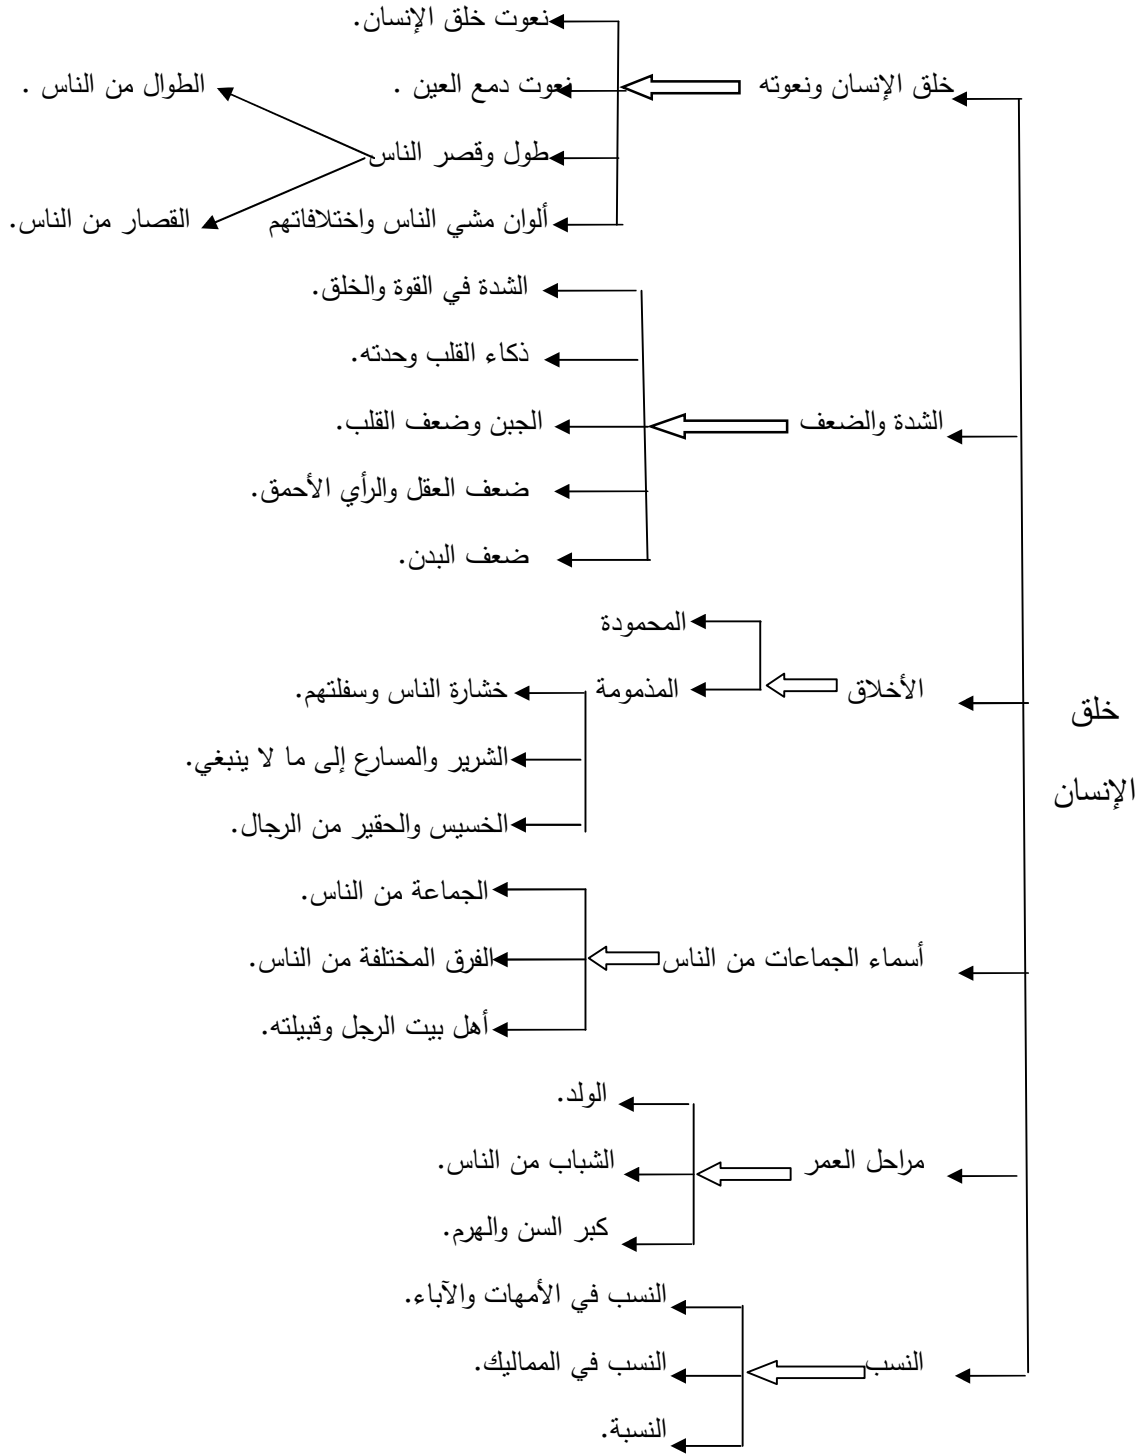 نعوت خلق الإنسان.
خلق الإنسان ونعوته
نعوت دمع العين .
الطوال من الناس .
طول وقصر الناس
ألوان مشي الناس واختلافاتهم
القصار من الناس.
الشدة في القوة والخلق.
ذكاء القلب وحدته.
الشدة والضعف
الجبن وضعف القلب.
ضعف العقل والرأي الأحمق.
ضعف البدن.
المحمودة
الأخلاق
المذمومة
خشارة الناس وسفلتهم.
خلق
الشرير والمسارع إلى ما لا ينبغي.
الإنسان
الخسيس والحقير من الرجال.
الجماعة من الناس.
أسماء الجماعات من الناس
الفرق المختلفة من الناس.
أهل بيت الرجل وقبيلته.
الولد.
مراحل العمر
الشباب من الناس.
كبر السن والهرم.
النسب في الأمهات والآباء.
النسب
النسب في المماليك.
النسبة.